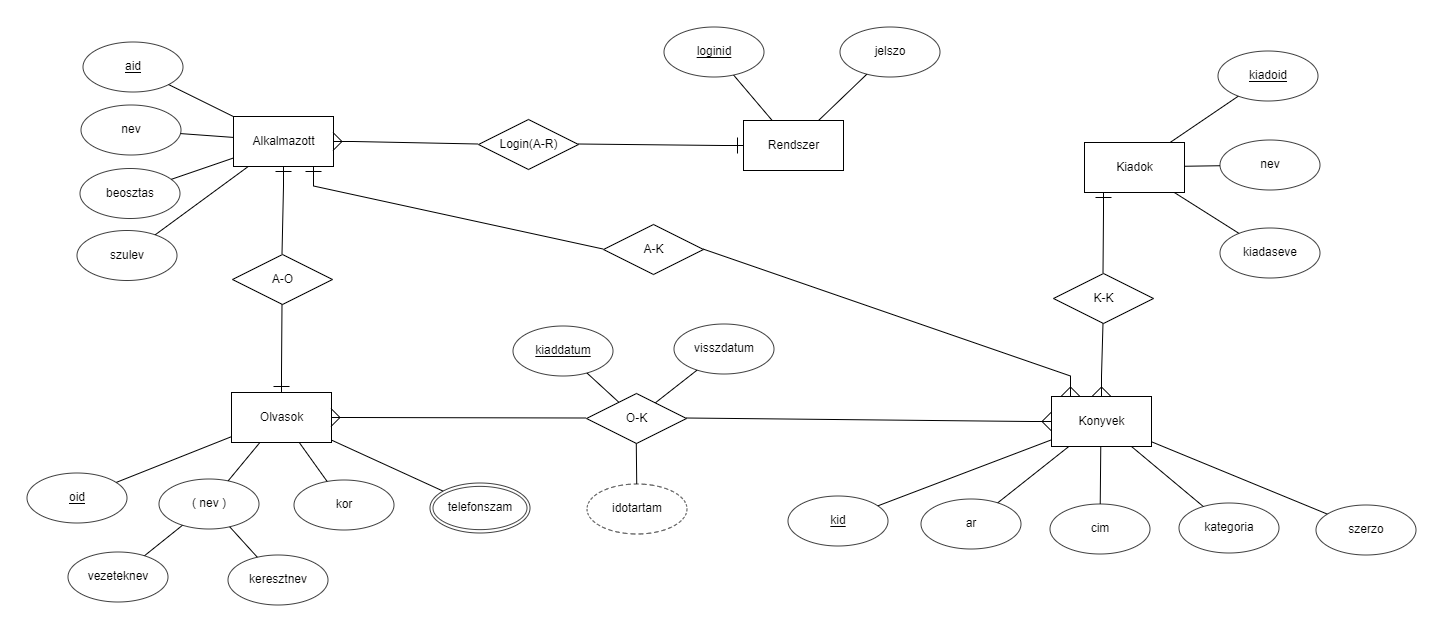 aid
nev
beosztas
szulev
Alkalmazott
Login(A-R)
loginid
jelszo
Rendszer
kiadoid
nev
kiadaseve
Kiadok
A-K
A-O
K-K
kiaddatum
visszdatum
O-K
idotartam
Olvasok
oid
( nev )
kor
telefonszam
vezeteknev
keresztnev
Konyvek
kid
ar
cim
kategoria
szerzo